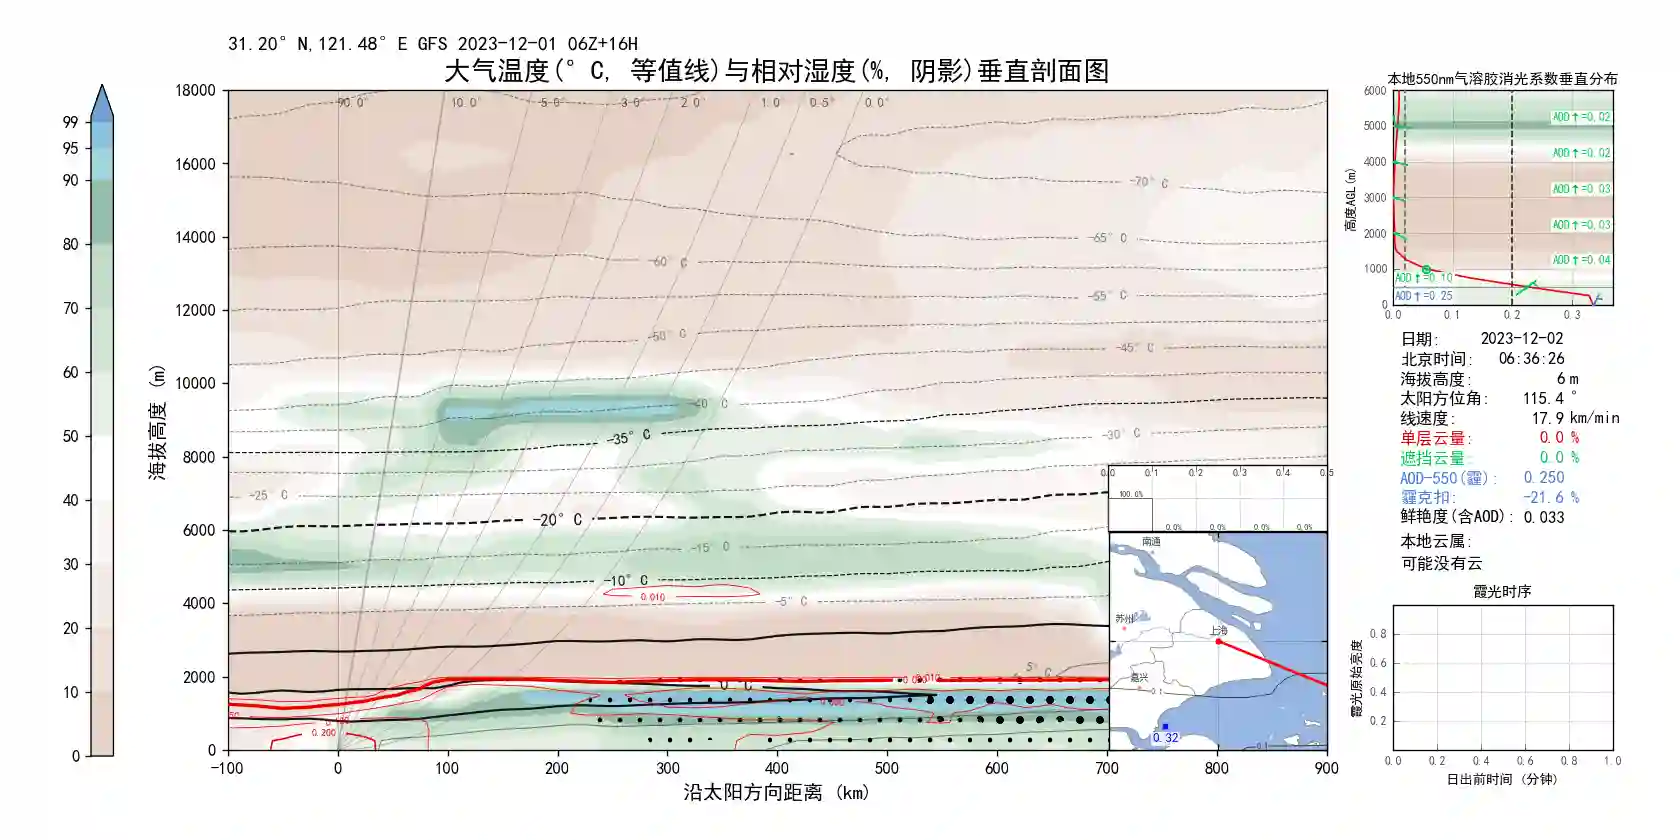 31.20°N,121.48°E GFS 2023-12-01 06Z+16H
大气温度(°C, 等值线)与相对湿度(%, 阴影)垂直剖面图
99
95
90
80
70
60
50
40
30
20
10
0
海拔高度 (m)
18000
16000
14000
12000
10000
8000
6000
4000
2000
0
90.0° 10.0° 5.0° 3.0° 2.0° 1.0° 0.5° 0.0°
-70°C
-65°C
-60°C
-55°C
-50°C
-45°C
-40°C
-35°C
-30°C
-25°C
-20°C
-15°C
-10°C
-5°C
0.010
5°C
0.010
0°C
0.200
-100 0 100 200 300 400 500 600 700 800 900
沿太阳方向距离 (km)
0.0 0.1 0.2 0.3 0.4 0.5
100.0%
0.0% 0.0% 0.0% 0.0%
南通
苏州
上海
嘉兴
0.1
0.32
0.1
本地550nm气溶胶消光系数垂直分布
高度AGL(m)
6000
5000
4000
3000
2000
1000
0
AOD↑=0.02
AOD↑=0.02
AOD↑=0.03
AOD↑=0.03
AOD↑=0.04
AOD↑=0.10
AOD↑=0.25
0.0 0.1 0.2 0.3
日期: 2023-12-02
北京时间: 06:36:26
海拔高度: 6 m
太阳方位角: 115.4 °
线速度: 17.9 km/min
单层云量: 0.0 %
遮挡云量: 0.0 %
AOD-550(霾): 0.250
霾克扣: -21.6 %
鲜艳度(含AOD): 0.033
本地云属:
可能没有云
霞光时序
霞光原始亮度
0.8
0.6
0.4
0.2
0.0 0.2 0.4 0.6 0.8 1.0
日出前时间 (分钟)